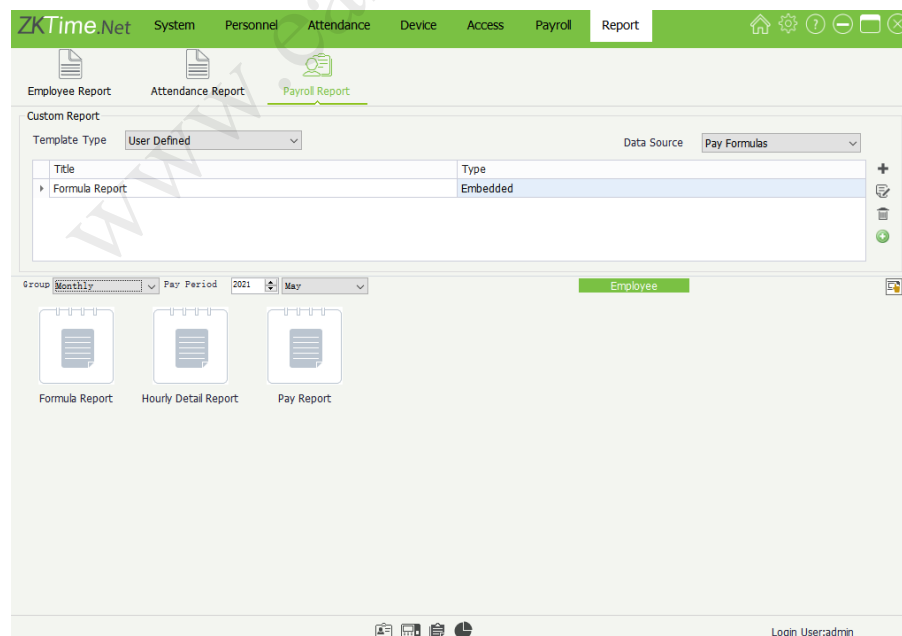 ZKTime.Net System Personnel Attendance Device Access Payroll Report
Employee Report Attendance Report Payroll Report
Custom Report
Template Type User Defined Data Source Pay Formulas
Title Type
Formula Report Embedded
Group Monthly Pay Period 2021 May Employee
Formula Report Hourly Detail Report Pay Report
Login User:admin
www.ea